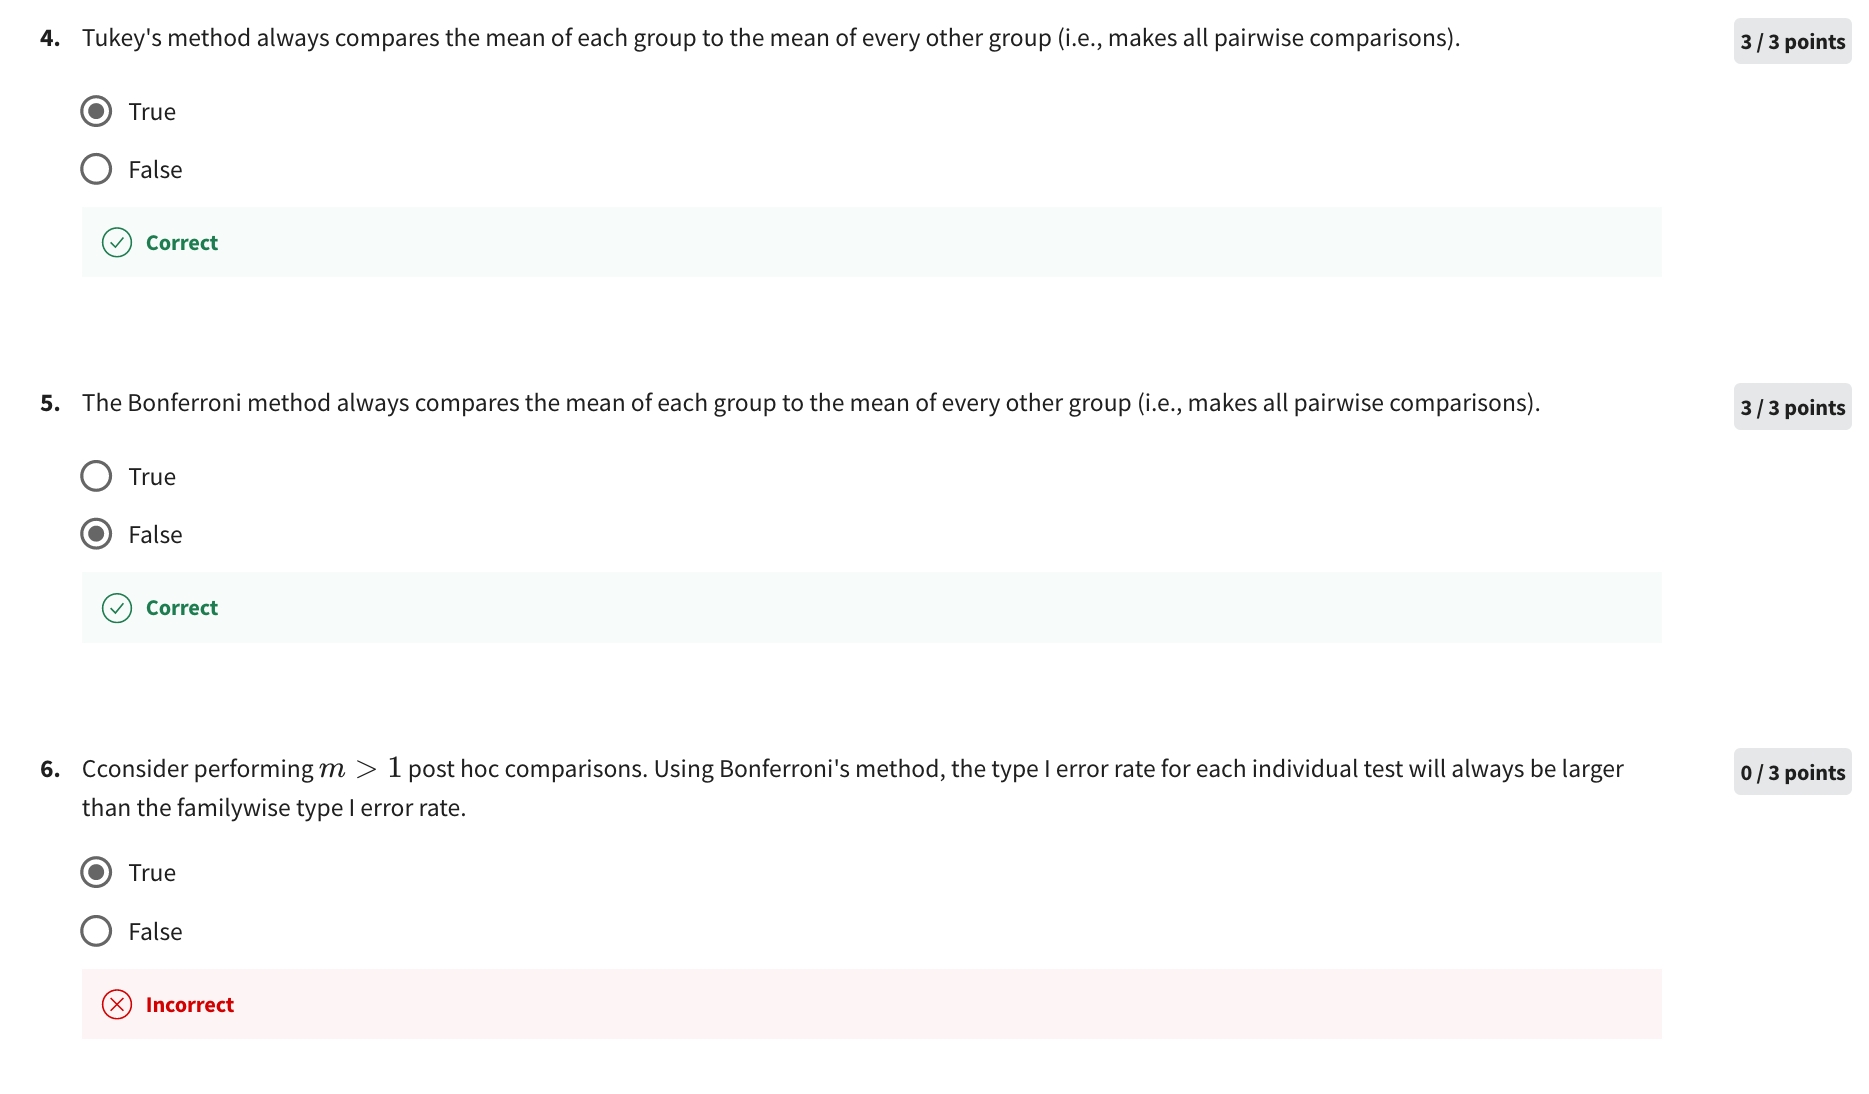 4. Tukey's method always compares the mean of each group to the mean of every other group (i.e., makes all pairwise comparisons).
3 / 3 points
True
False
Correct
5. The Bonferroni method always compares the mean of each group to the mean of every other group (i.e., makes all pairwise comparisons).
3 / 3 points
True
False
Correct
6. Cconsider performing m > 1 post hoc comparisons. Using Bonferroni's method, the type I error rate for each individual test will always be larger
than the familywise type I error rate.
0 / 3 points
True
False
Incorrect